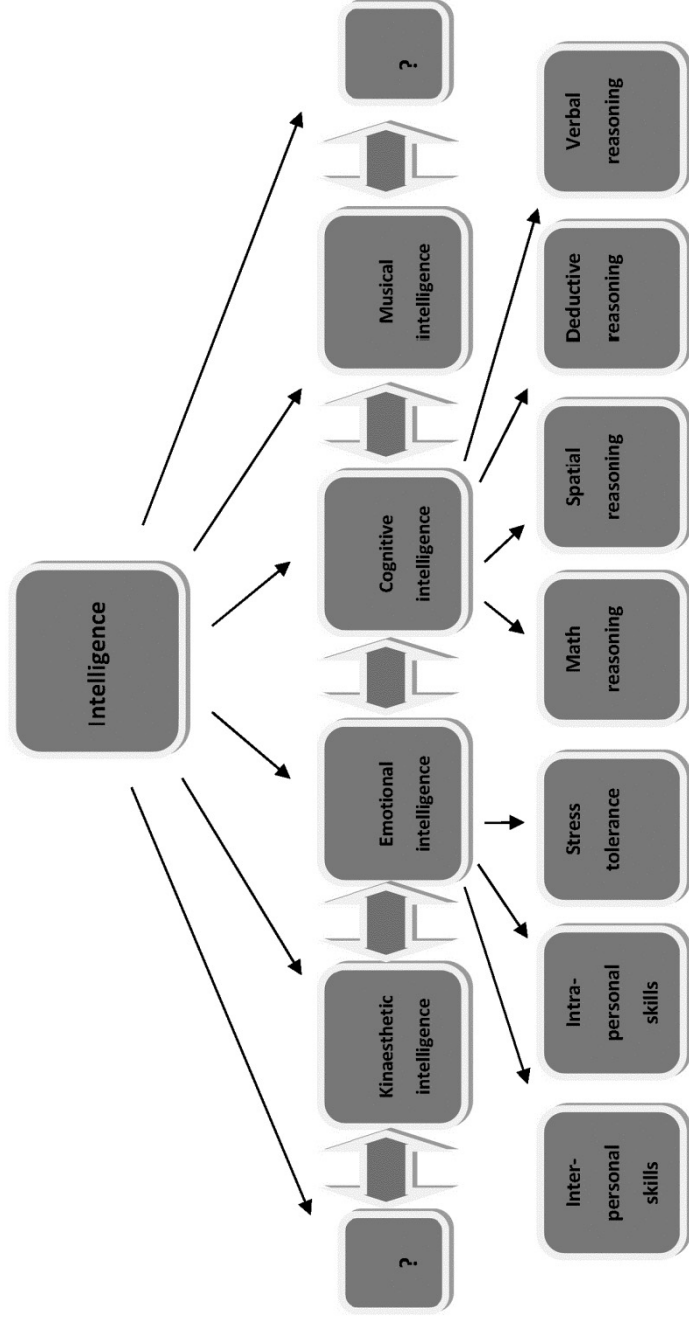 Intelligence
?
Kinaesthetic
intelligence
Emotional
intelligence
Cognitive
intelligence
Musical
intelligence
?
Inter-
personal
skills
Intra-
personal
skills
Stress
tolerance
Math
reasoning
Spatial
reasoning
Deductive
reasoning
Verbal
reasoning